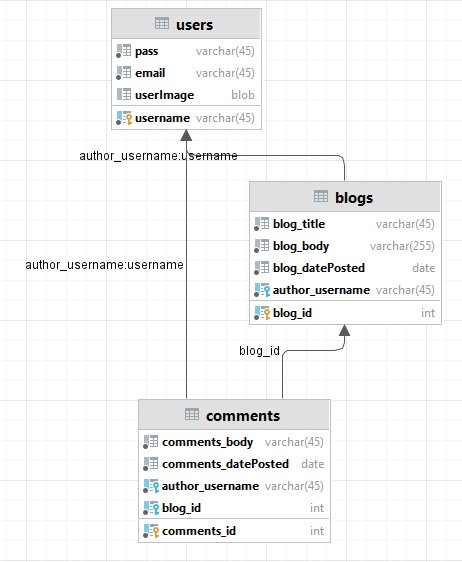 users
pass varchar(45)
email varchar(45)
userImage blob
username varchar(45)
author_username:username
blogs
blog_title varchar(45)
blog_body varchar(255)
blog_datePosted date
author_username varchar(45)
blog_id int
author_username:username
blog_id
comments
comments_body varchar(45)
comments_datePosted date
author_username varchar(45)
blog_id int
comments_id int